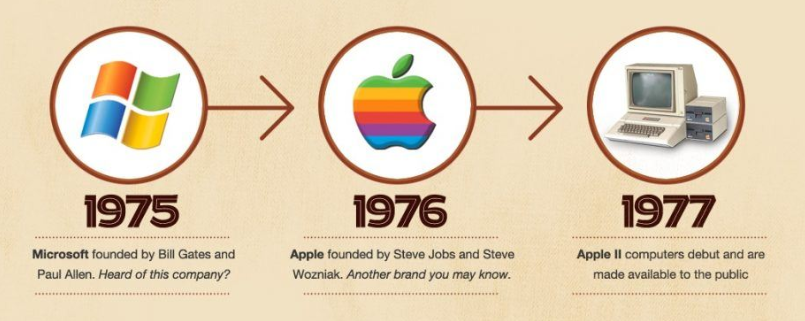 1975
Microsoft founded by Bill Gates and
Paul Allen. Heard of this company?
1976
Apple founded by Steve Jobs and Steve
Wozniak. Another brand you may know.
1977
Apple II computers debut and are
made available to the public